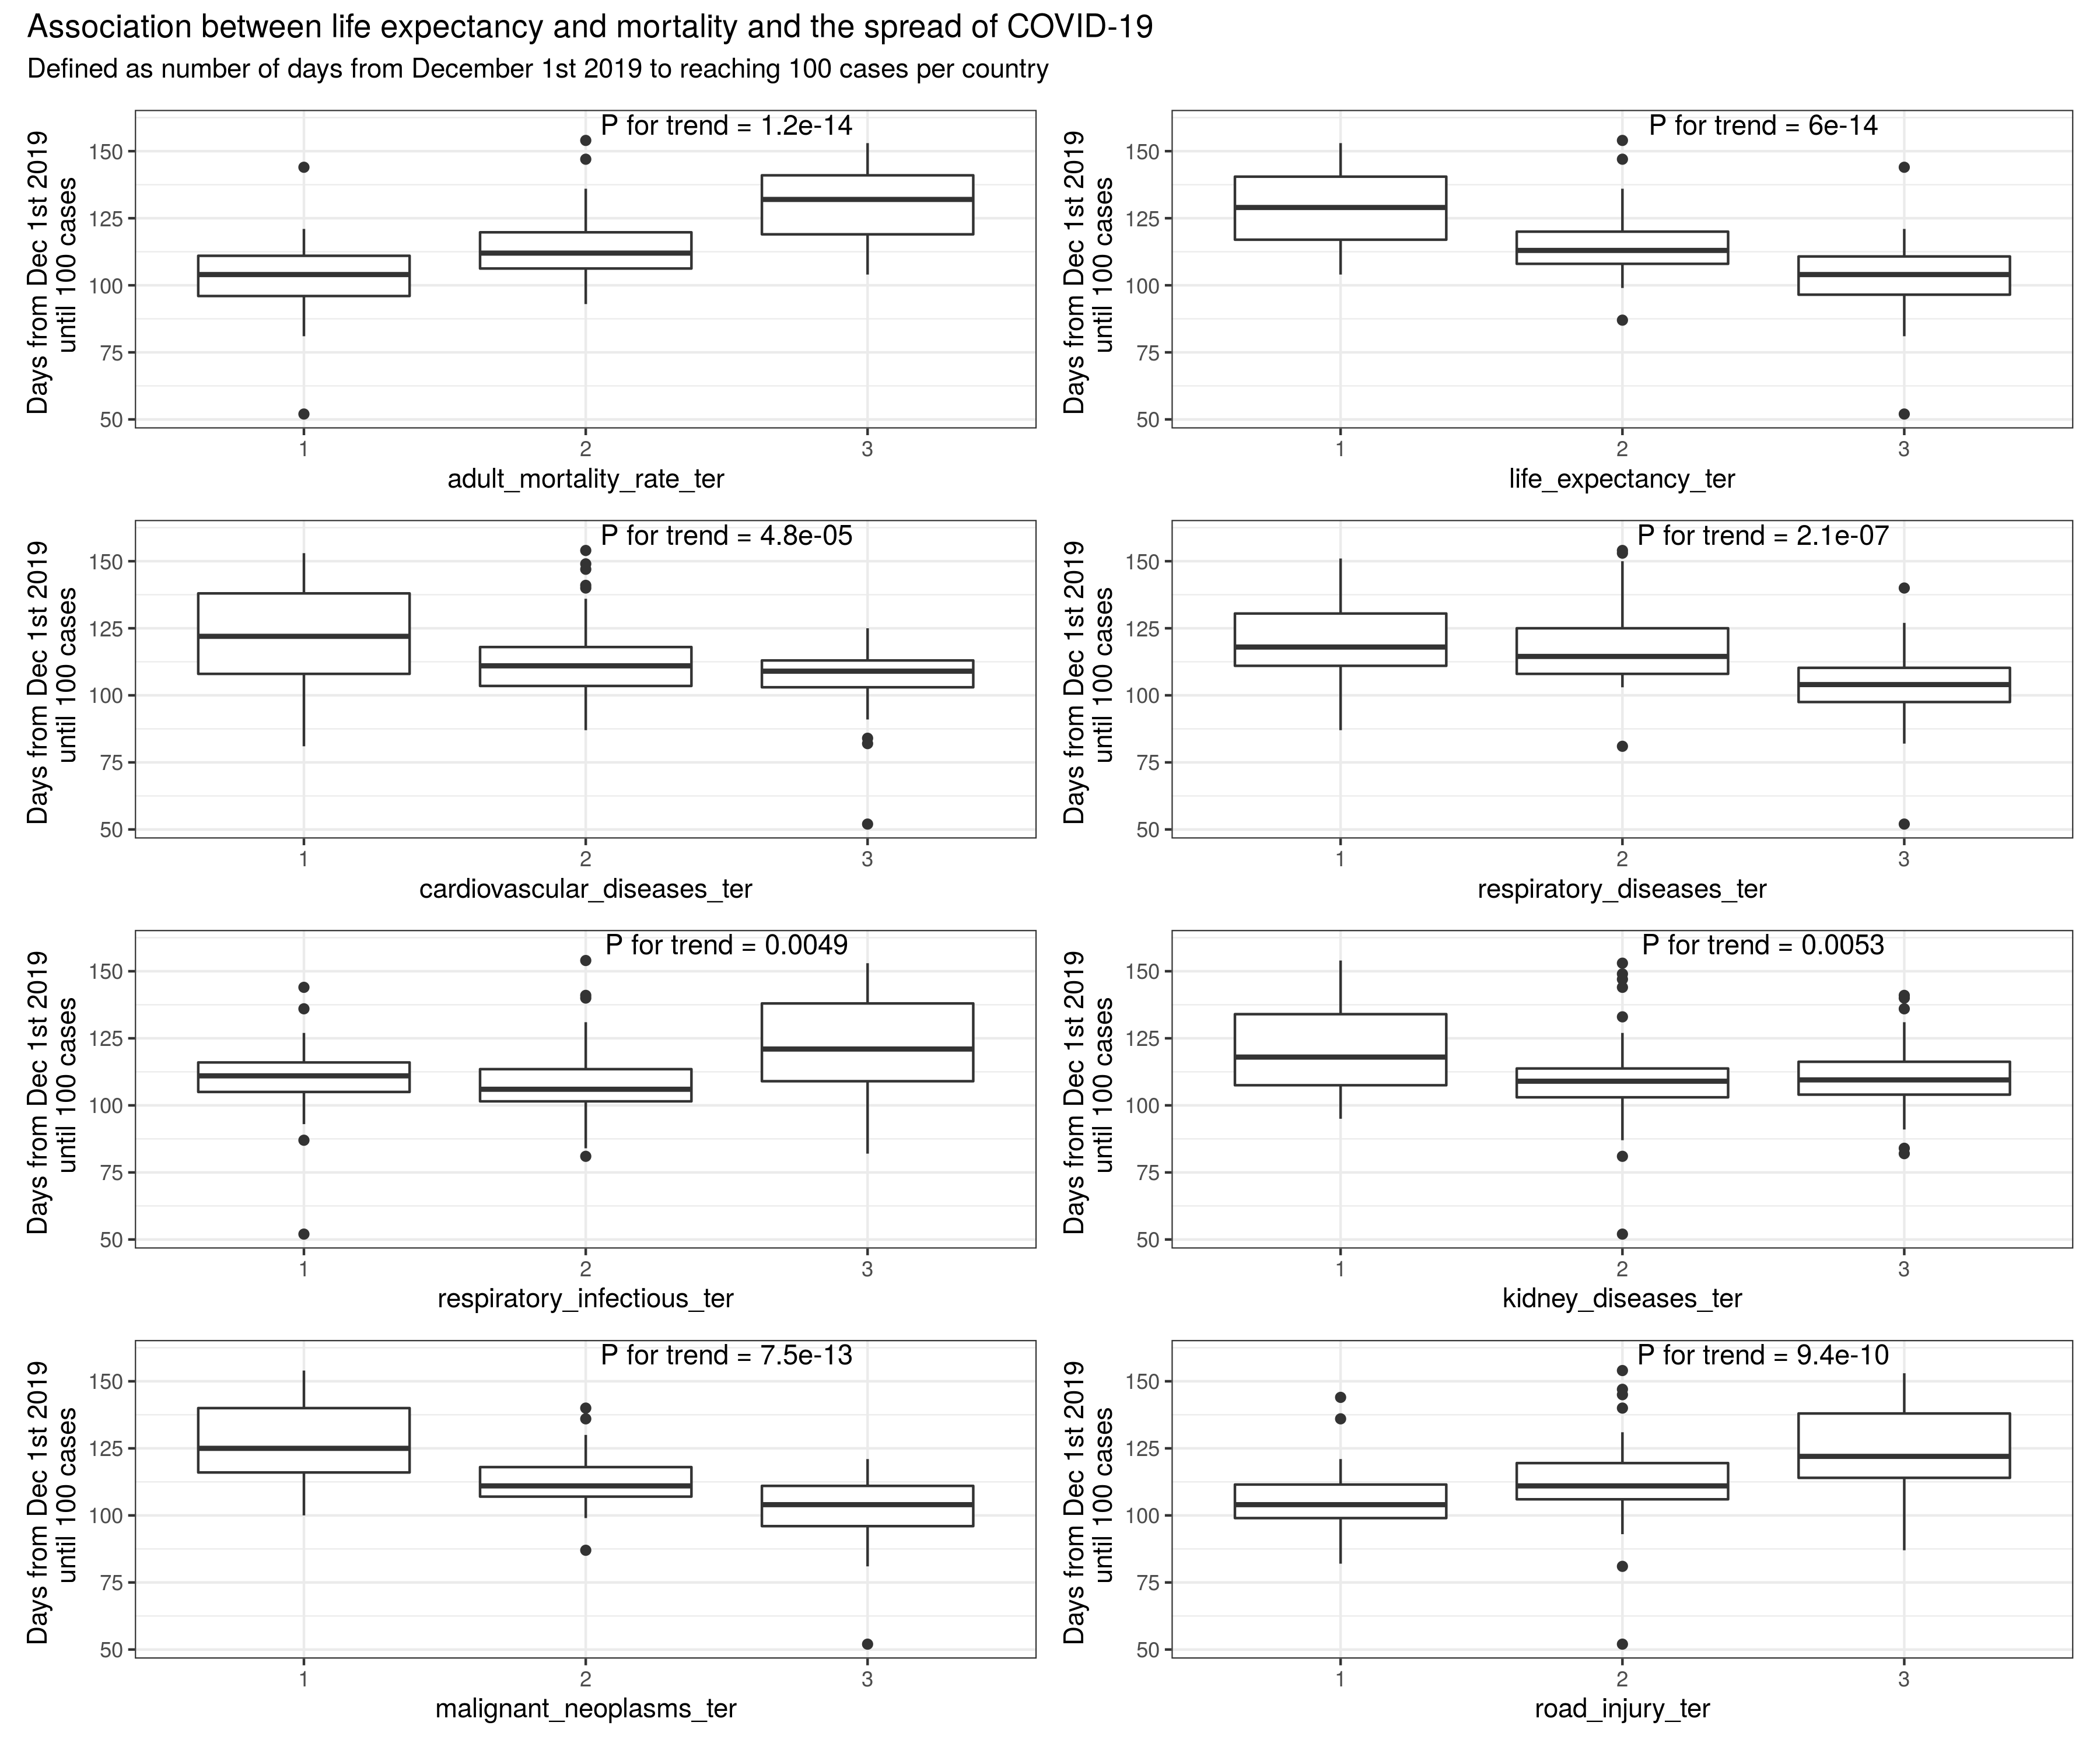 Association between life expectancy and mortality and the spread of COVID-19
Defined as number of days from December 1st 2019 to reaching 100 cases per country
Days from Dec 1st 2019
until 100 cases
150
125
100
75
50
P for trend = 1.2e-14
1 2 3
adult_mortality_rate_ter
Days from Dec 1st 2019
until 100 cases
150
125
100
75
50
P for trend = 6e-14
1 2 3
life_expectancy_ter
Days from Dec 1st 2019
until 100 cases
150
125
100
75
50
P for trend = 4.8e-05
1 2 3
cardiovascular_diseases_ter
Days from Dec 1st 2019
until 100 cases
150
125
100
75
50
P for trend = 2.1e-07
1 2 3
respiratory_diseases_ter
Days from Dec 1st 2019
until 100 cases
150
125
100
75
50
P for trend = 0.0049
1 2 3
respiratory_infectious_ter
Days from Dec 1st 2019
until 100 cases
150
125
100
75
50
P for trend = 0.0053
1 2 3
kidney_diseases_ter
Days from Dec 1st 2019
until 100 cases
150
125
100
75
50
P for trend = 7.5e-13
1 2 3
malignant_neoplasms_ter
Days from Dec 1st 2019
until 100 cases
150
125
100
75
50
P for trend = 9.4e-10
1 2 3
road_injury_ter